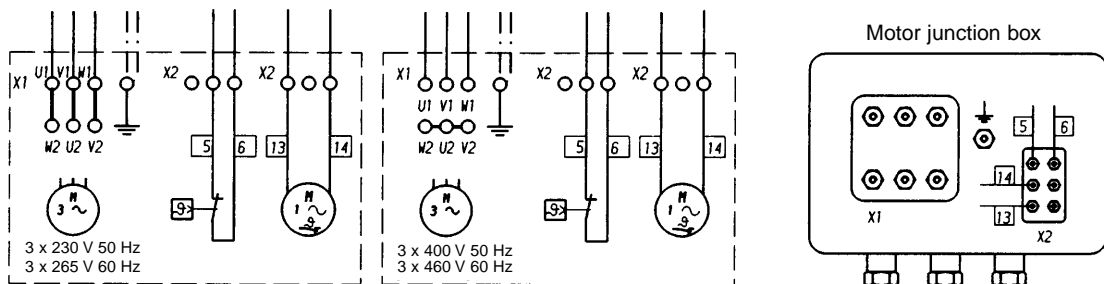 X1 U1 V1 W1 X2 X2
W2 U2 V2 5 6 13 14
M
3 ~
ϑ
M
1 ~
ϑ
3 x 230 V 50 Hz
3 x 265 V 60 Hz
X1 X2 X2
U1 V1 W1
W2 U2 V2 5 6 13 14
M
3 ~
ϑ
M
1 ~
ϑ
3 x 400 V 50 Hz
3 x 460 V 60 Hz
Motor junction box
5 6
14
13
X1 X2